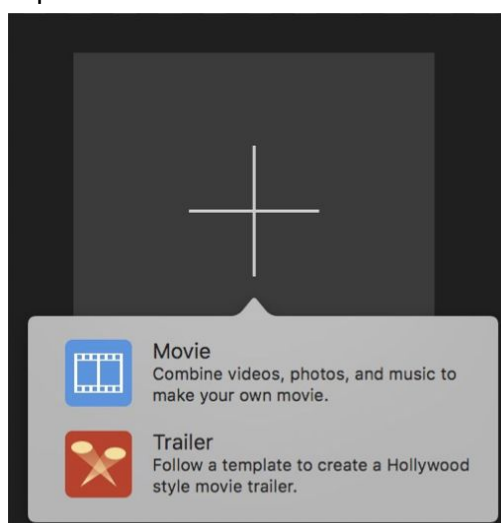 Movie
Combine videos, photos, and music to
make your own movie.
Trailer
Follow a template to create a Hollywood
style movie trailer.